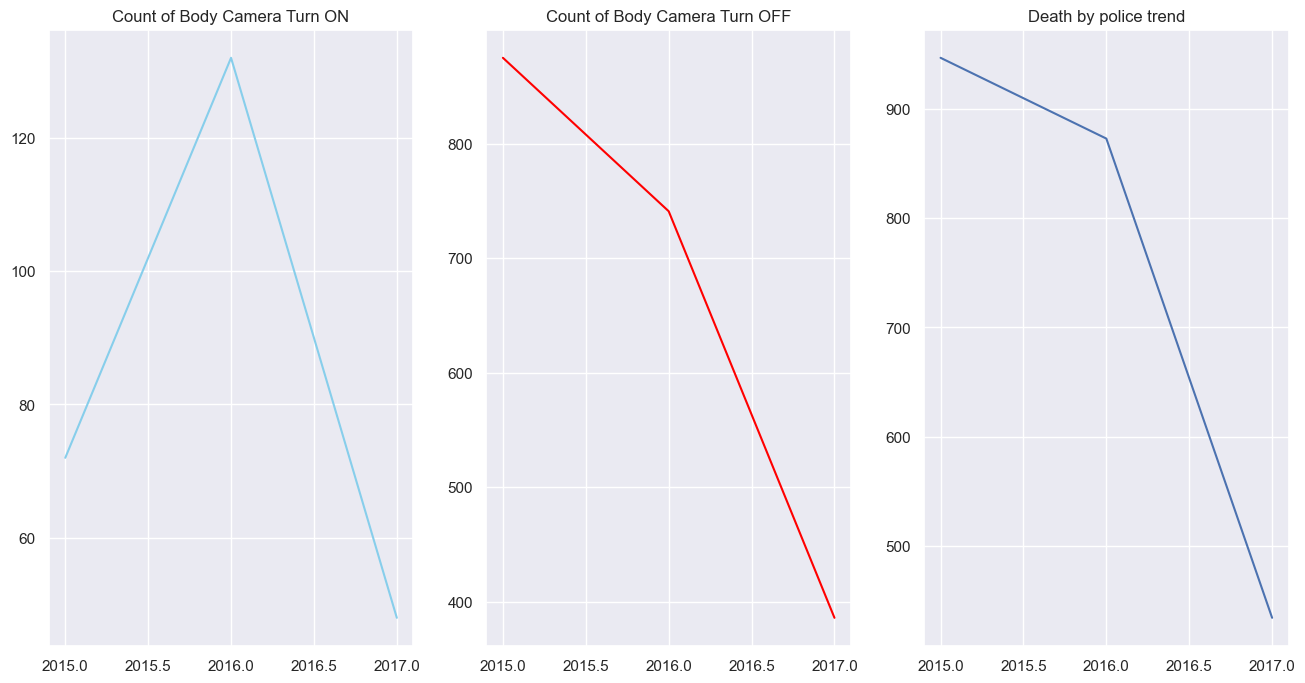 Count of Body Camera Turn ON
120
100
80
60
2015.0 2015.5 2016.0 2016.5 2017.0
Count of Body Camera Turn OFF
800
700
600
500
400
2015.0 2015.5 2016.0 2016.5 2017.0
Death by police trend
900
800
700
600
500
2015.0 2015.5 2016.0 2016.5 2017.0